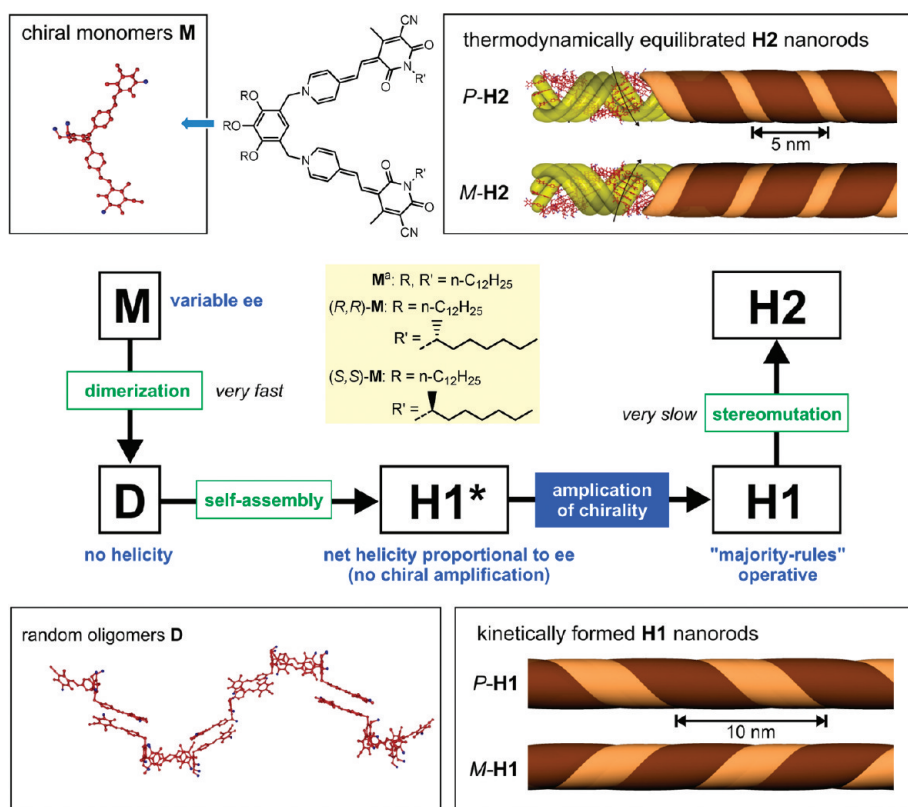 chiral monomers M
CN
O
N
R'
O
RO
RO
RO
N
N
R'
O
N
O
CN
thermodynamically equilibrated H2 nanorods
P-H2
5 nm
M-H2
M
variable ee
dimerization
very fast
D
no helicity
Mᵃ: R, R' = n-C₁₂H₂₅
(R,R)-M: R = n-C₁₂H₂₅
R' =
(S,S)-M: R = n-C₁₂H₂₅
R' =
self-assembly
H1*
net helicity proportional to ee
(no chiral amplification)
amplication
of chirality
H2
very slow
stereomutation
H1
"majority-rules"
operative
random oligomers D
kinetically formed H1 nanorods
P-H1
10 nm
M-H1